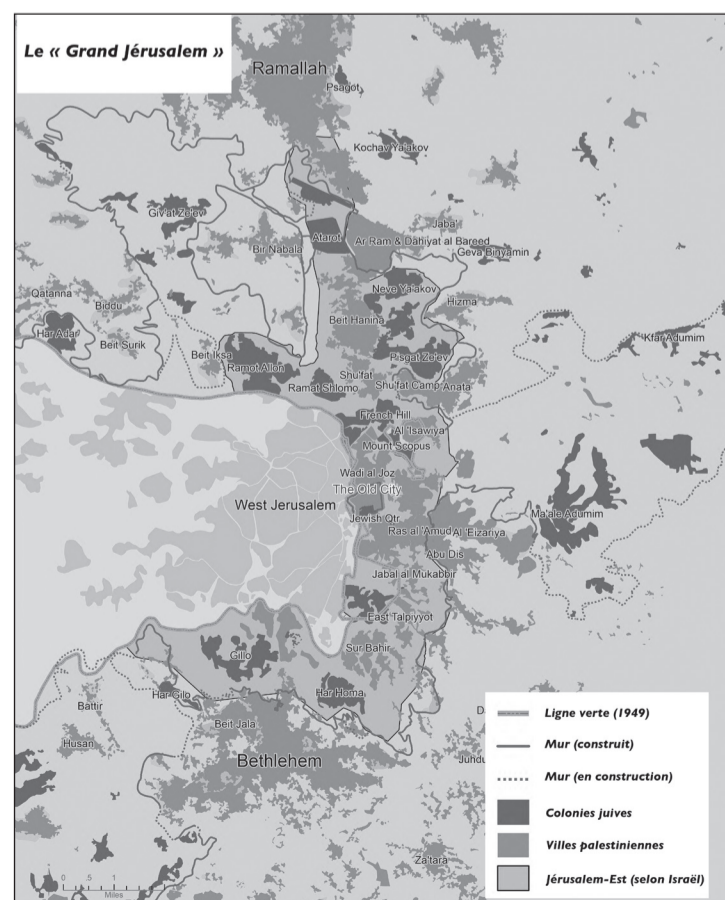 Le « Grand Jérusalem »
Ramallah
Psagot
Kochav Ya'akov
Giv'at Ze'ev
Jaba'
Atarot
Ar Ram & Dahiyat al Bareed
Bir Nabala
Geva Binyamin
Neve Ya'akov
Qatanna
Biddu
Hizma
Beit Hanina
Har Adar
Beit Surik
Kfar Adumim
Beit Iksa
Pisgat Ze'ev
Ramot Allon
Shu'fat
Ramat Shlomo
Shu'fat Camp
Anata
French Hill
Al 'Isawiya
Mount Scopus
Wadi al Joz
The Old City
West Jerusalem
Jewish Qtr.
Ma'ale Adumim
Ras al 'Amud
Al 'Eizariya
Abu Dis
Jabal al Mukabbir
East Talpiyyot
Sur Bahir
Gillo
Har Gilo
Har Homa
Battir
Beit Jala
Husan
Bethlehem
Za'tara
0 .5 1
Miles
Ligne verte (1949)
Mur (construit)
Mur (en construction)
Colonies juives
Villes palestiniennes
Jérusalem-Est (selon Israël)